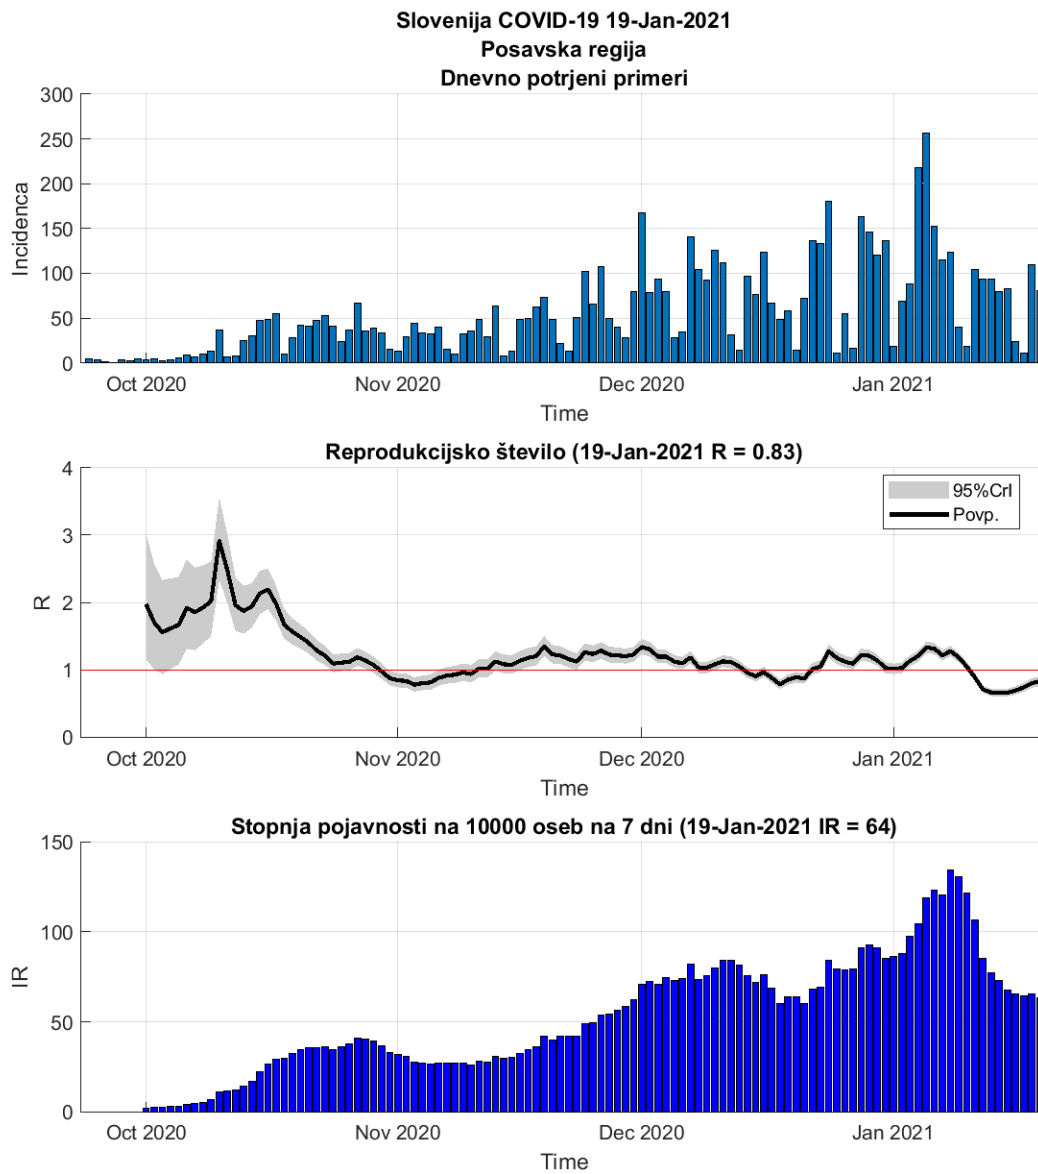 Slovenija COVID-19 19-Jan-2021
Posavska regija
Dnevno potrjeni primeri
300
250
200
150
100
50
0
Incidenca
Oct 2020 Nov 2020 Dec 2020 Jan 2021
Time
Reprodukcijsko število (19-Jan-2021 R = 0.83)
4
3
2
1
0
R
95%CrI
Povp.
Oct 2020 Nov 2020 Dec 2020 Jan 2021
Time
Stopnja pojavnosti na 10000 oseb na 7 dni (19-Jan-2021 IR = 64)
150
100
50
0
IR
Oct 2020 Nov 2020 Dec 2020 Jan 2021
Time